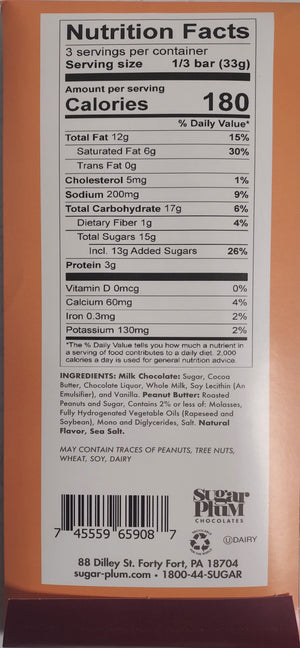 Nutrition Facts
3 servings per container
Serving size 1/3 bar (33g)
Amount per serving
Calories 180
% Daily Value*
Total Fat 12g 15%
Saturated Fat 6g 30%
Trans Fat 0g
Cholesterol 5mg 1%
Sodium 200mg 9%
Total Carbohydrate 17g 6%
Dietary Fiber 1g 4%
Total Sugars 15g
Incl. 13g Added Sugars 26%
Protein 3g
Vitamin D 0mcg 0%
Calcium 60mg 4%
Iron 0.3mg 2%
Potassium 130mg 2%
*The % Daily Value tells you how much a nutrient in
a serving of food contributes to a daily diet. 2,000
calories a day is used for general nutrition advice.
INGREDIENTS: Milk Chocolate: Sugar, Cocoa
Butter, Chocolate Liquor, Whole Milk, Soy Lecithin (An
Emulsifier), and Vanilla. Peanut Butter: Roasted
Peanuts and Sugar, Contains 2% or less of: Molasses,
Fully Hydrogenated Vegetable Oils (Rapeseed and
Soybean), Mono and Diglycerides, Salt. Natural
Flavor, Sea Salt.
MAY CONTAIN TRACES OF PEANUTS, TREE NUTS,
WHEAT, SOY, DAIRY
Sugar
Plum
CHOCOLATES
7 45559 65908 7
U DAIRY
88 Dilley St. Forty Fort, PA 18704
sugar-plum.com • 1800-44-SUGAR